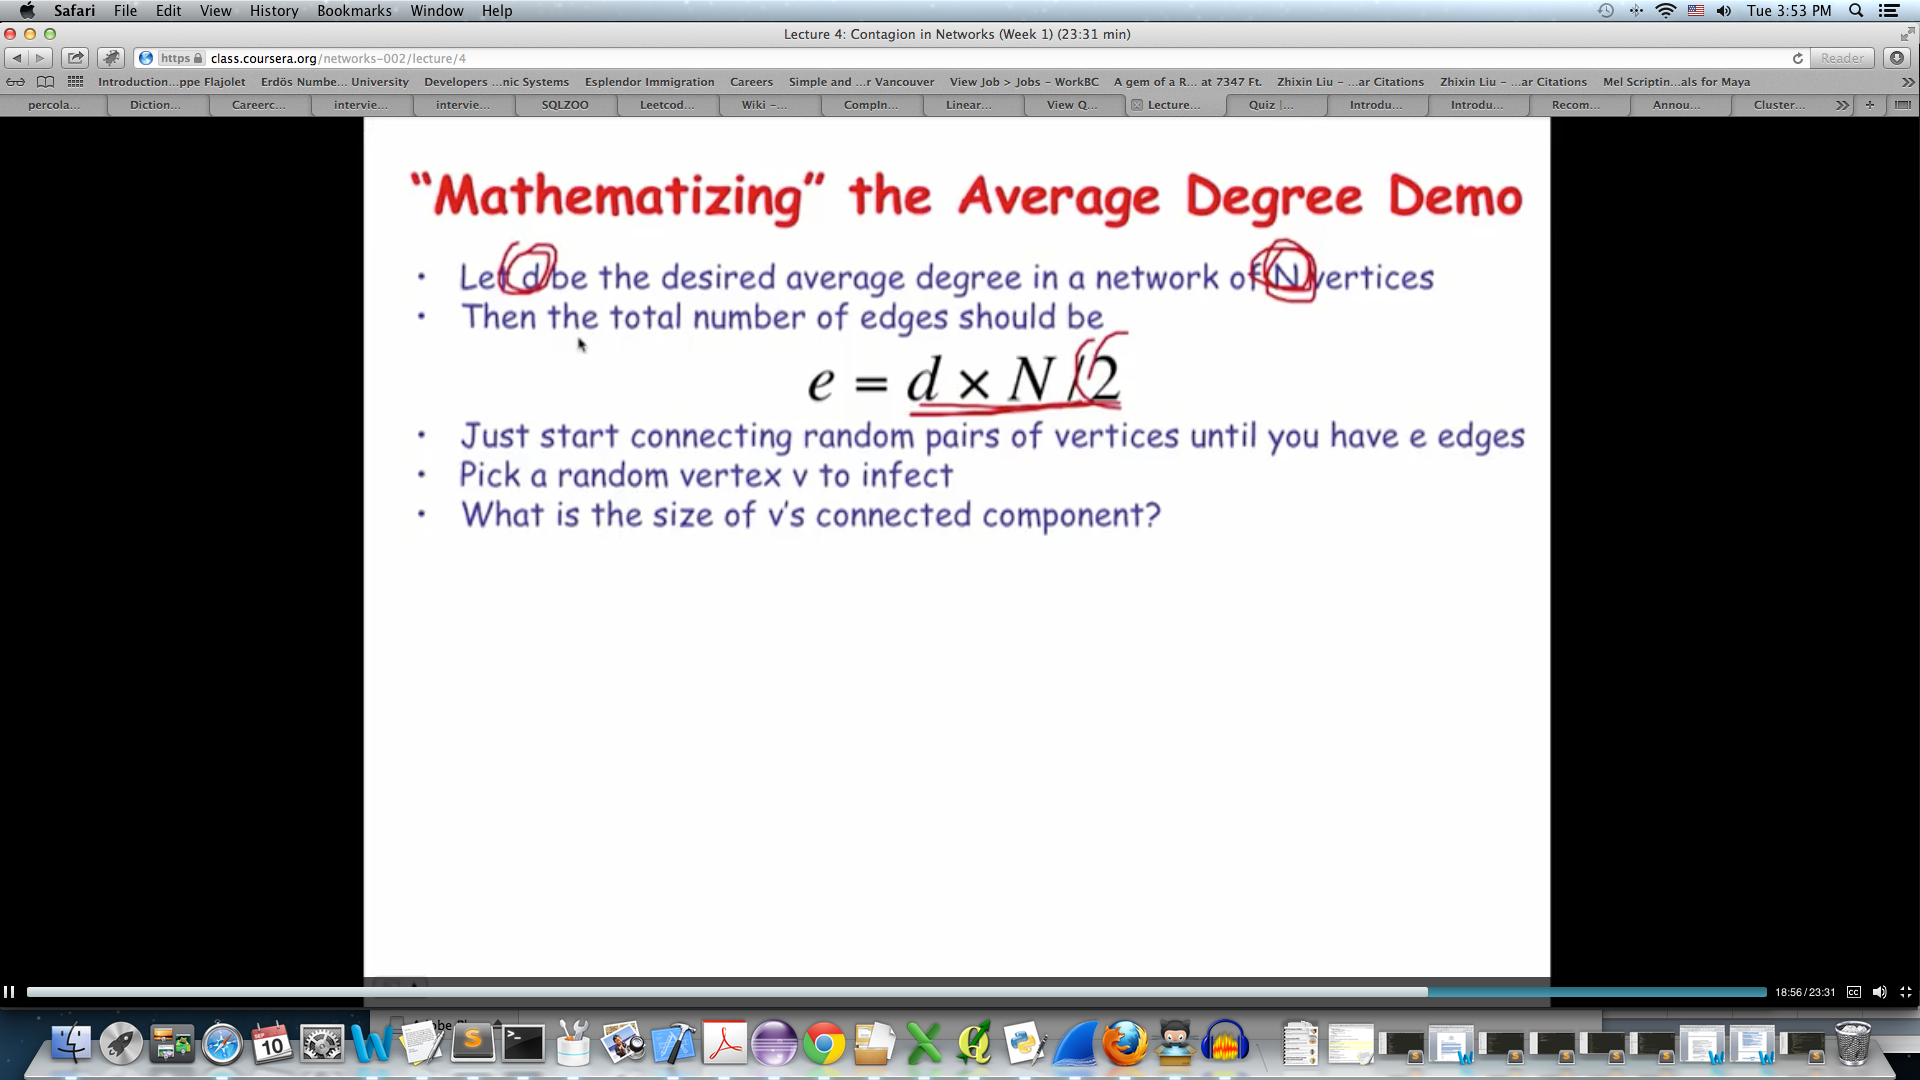 Safari File Edit View History Bookmarks Window Help Tue 3:53 PM
Lecture 4: Contagion in Networks (Week 1) (23:31 min)
https class.coursera.org/networks-002/lecture/4 Reader
Introduction...ppe Flajolet Erdös Numbe... University Developers ...nic Systems Esplendor Immigration Careers Simple and ...r Vancouver View Job > Jobs - WorkBC A gem of a R... at 7347 Ft. Zhixin Liu - ...ar Citations Zhixin Liu - ...ar Citations Mel Scriptin...als for Maya
percola... Diction... Careerc... intervie... intervie... SQLZOO Leetcod... Wiki -... CompIn... Linear... View Q... Lecture... Quiz |... Introdu... Introdu... Recom... Annou... Cluster...
"Mathematizing" the Average Degree Demo
• Let d be the desired average degree in a network of N vertices
• Then the total number of edges should be
e = d × N / 2
• Just start connecting random pairs of vertices until you have e edges
• Pick a random vertex v to infect
• What is the size of v's connected component?
18:56 / 23:31 CC
SEP
10